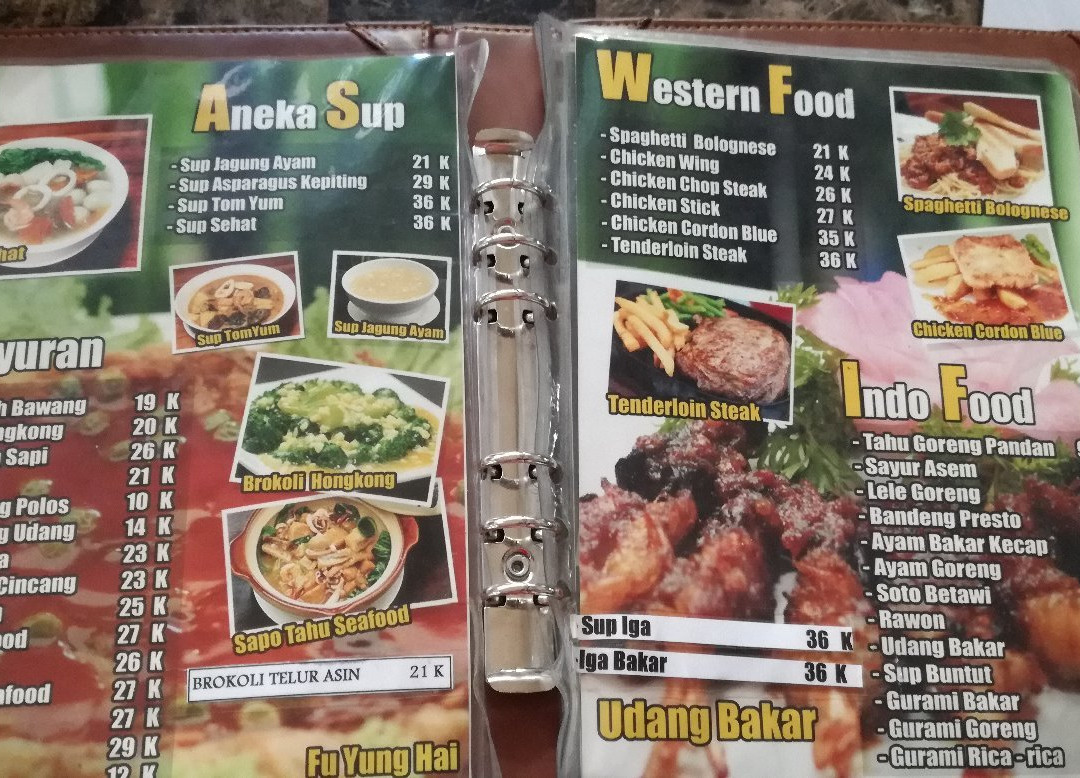 Aneka Sup
- Sup Jagung Ayam 21 K
- Sup Asparagus Kepiting 29 K
- Sup Tom Yum 36 K
- Sup Sehat 36 K
Sup TomYum
Sup Jagung Ayam
Bawang 19 K
20 K
Sapi 26 K
21 K
Polos 10 K
Udang 14 K
23 K
Cincang 23 K
25 K
27 K
26 K
27 K
27 K
29 K
12 K
Brokoli Hongkong
Sapo Tahu Seafood
BROKOLI TELUR ASIN 21 K
Fu Yung Hai
Western Food
- Spaghetti Bolognese 21 K
- Chicken Wing 24 K
- Chicken Chop Steak 26 K
- Chicken Stick 27 K
- Chicken Cordon Blue 35 K
- Tenderloin Steak 36 K
Spaghetti Bolognese
Chicken Cordon Blue
Tenderloin Steak
Indo Food
- Tahu Goreng Pandan
- Sayur Asem
- Lele Goreng
- Bandeng Presto
- Ayam Bakar Kecap
- Ayam Goreng
- Soto Betawi
- Rawon
- Udang Bakar
- Sup Buntut
- Gurami Bakar
- Gurami Goreng
- Gurami Rica - rica
Sup Iga 36 K
Iga Bakar 36 K
Udang Bakar